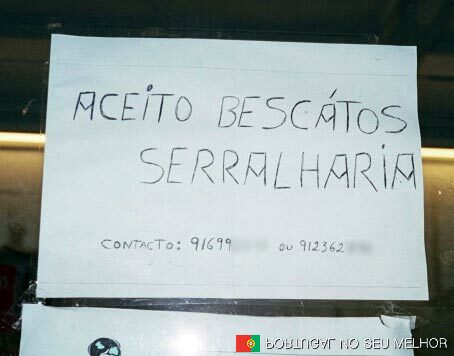 ACEITO BESCÁTOS
SERRALHARIA
CONTACTO: 91699 OU 912362
PORTUGAL NO SEU MELHOR